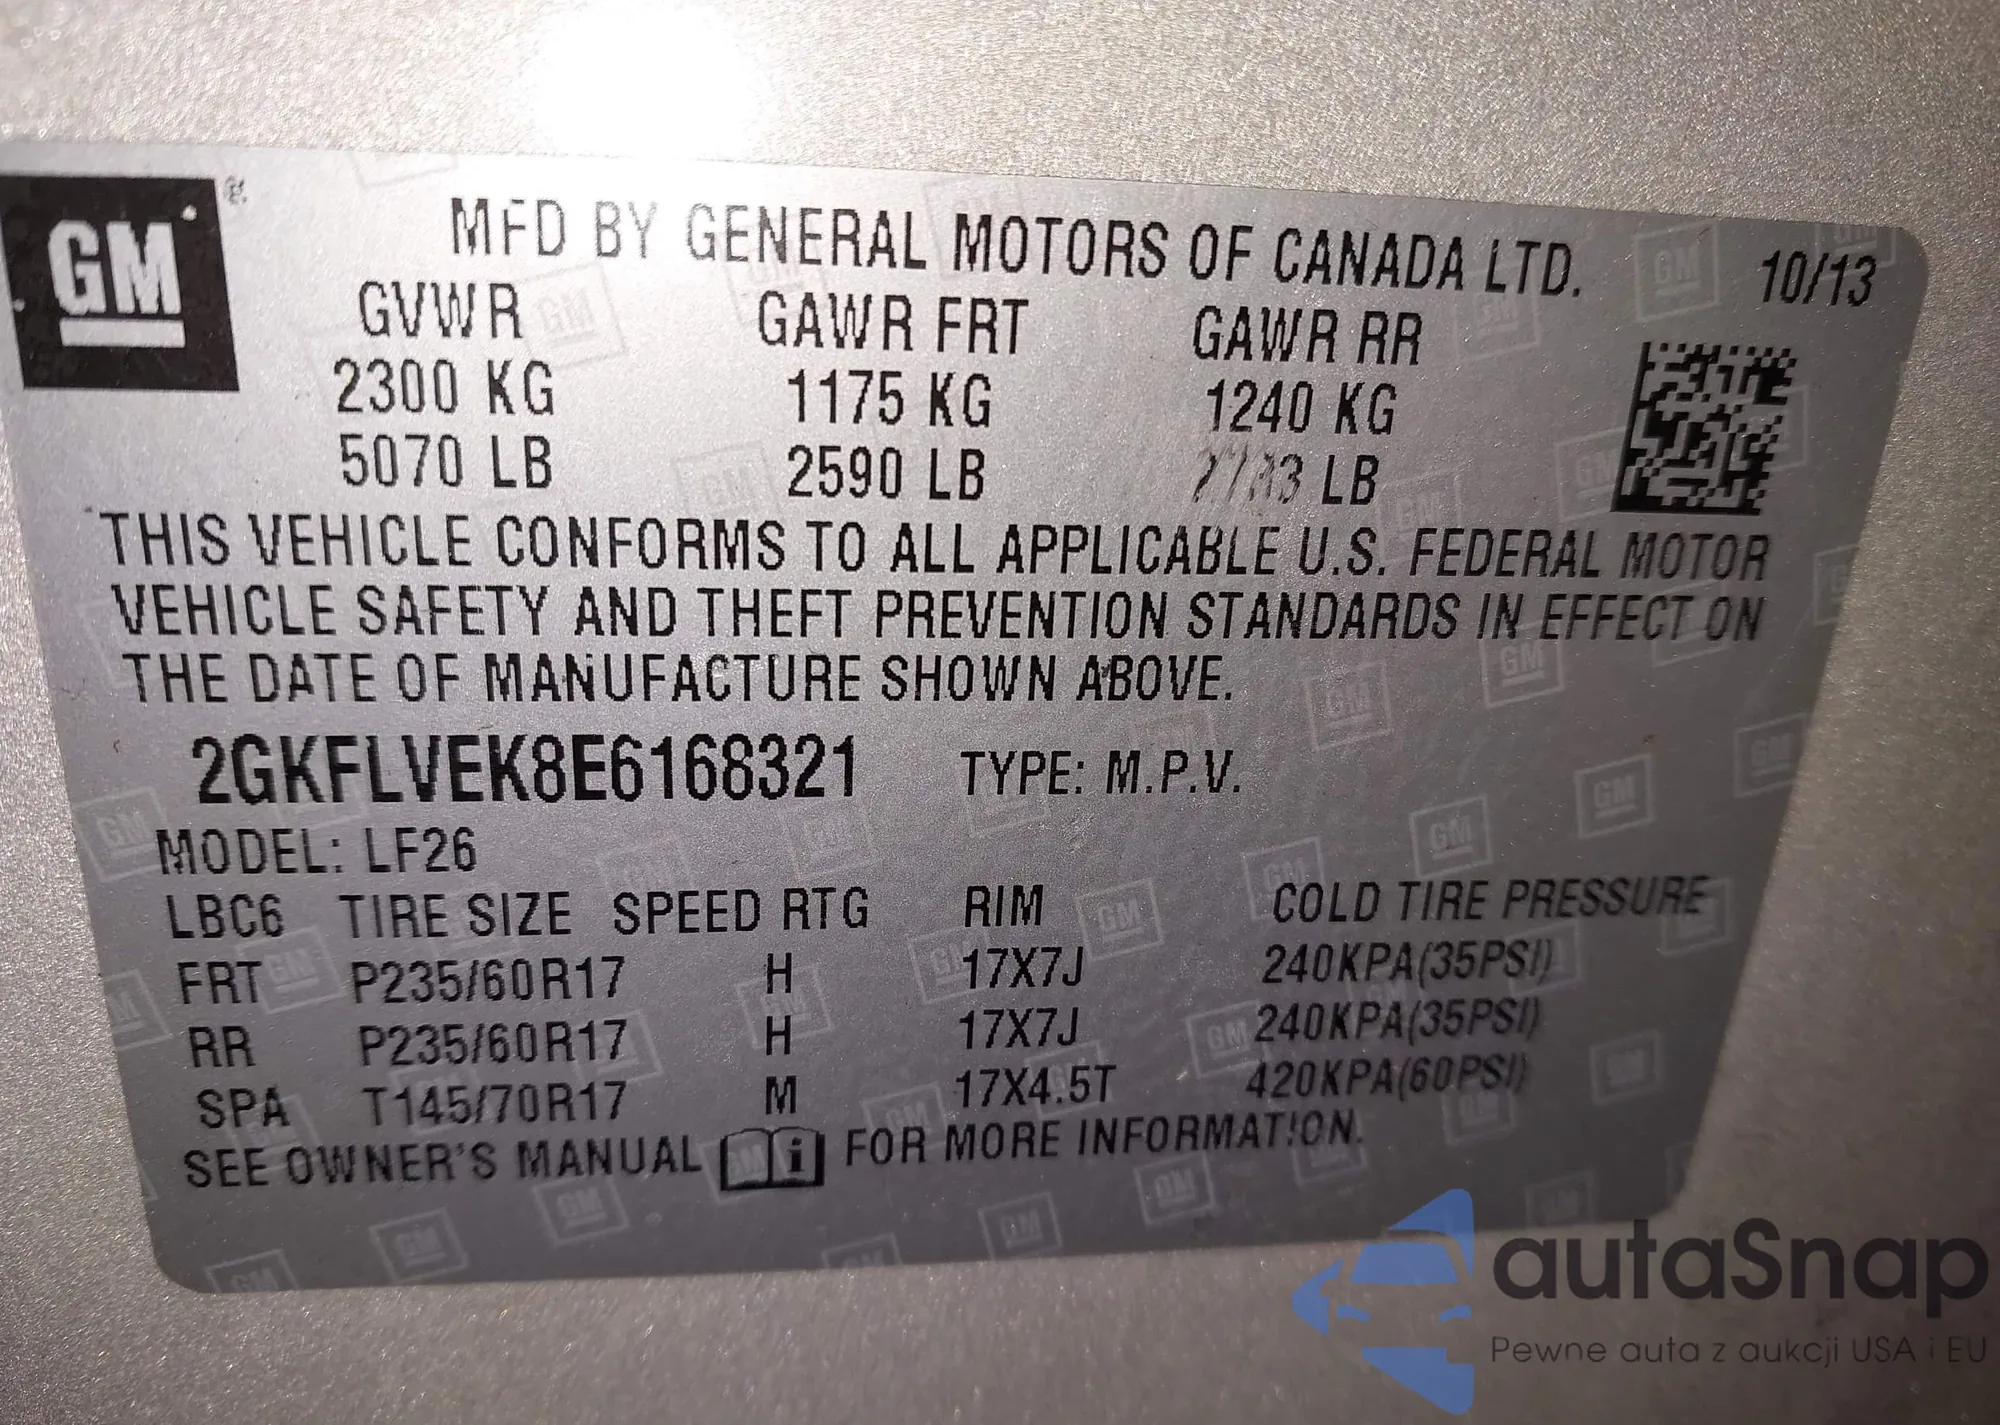 GM ®
MFD BY GENERAL MOTORS OF CANADA LTD. 10/13
GVWR GAWR FRT GAWR RR
2300 KG 1175 KG 1240 KG
5070 LB 2590 LB LB
THIS VEHICLE CONFORMS TO ALL APPLICABLE U.S. FEDERAL MOTOR
VEHICLE SAFETY AND THEFT PREVENTION STANDARDS IN EFFECT ON
THE DATE OF MANUFACTURE SHOWN ABOVE.
2GKFLVEK8E6168321 TYPE: M.P.V.
MODEL: LF26
LBC6 TIRE SIZE SPEED RTG RIM COLD TIRE PRESSURE
FRT P235/60R17 H 17X7J 240KPA(35PSI)
RR P235/60R17 H 17X7J 240KPA(35PSI)
SPA T145/70R17 M 17X4.5T 420KPA(60PSI)
SEE OWNER'S MANUAL i FOR MORE INFORMATION.
autaSnap
Pewne auta z aukcji USA i EU